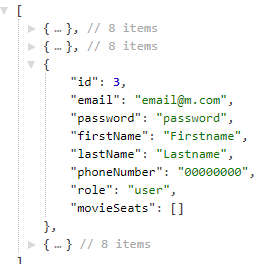 [
{ … }, // 8 items
{ … }, // 8 items
{
"id": 3,
"email": "email@m.com",
"password": "password",
"firstName": "Firstname",
"lastName": "Lastname",
"phoneNumber": "00000000",
"role": "user",
"movieSeats": []
},
{ … } // 8 items
]